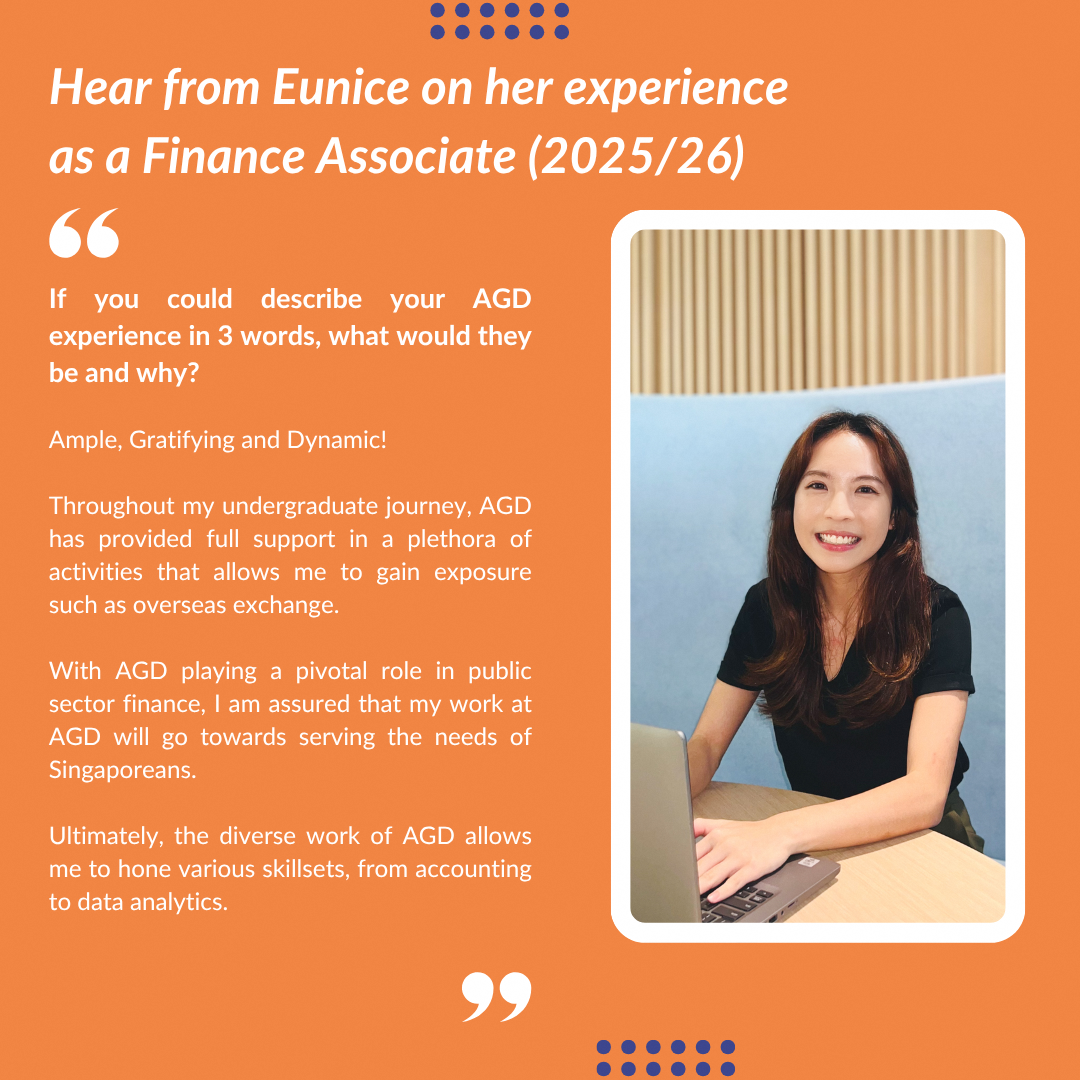 Hear from Eunice on her experience
as a Finance Associate (2025/26)
“
If you could describe your AGD
experience in 3 words, what would they
be and why?
Ample, Gratifying and Dynamic!
Throughout my undergraduate journey, AGD
has provided full support in a plethora of
activities that allows me to gain exposure
such as overseas exchange.
With AGD playing a pivotal role in public
sector finance, I am assured that my work at
AGD will go towards serving the needs of
Singaporeans.
Ultimately, the diverse work of AGD allows
me to hone various skillsets, from accounting
to data analytics.
”